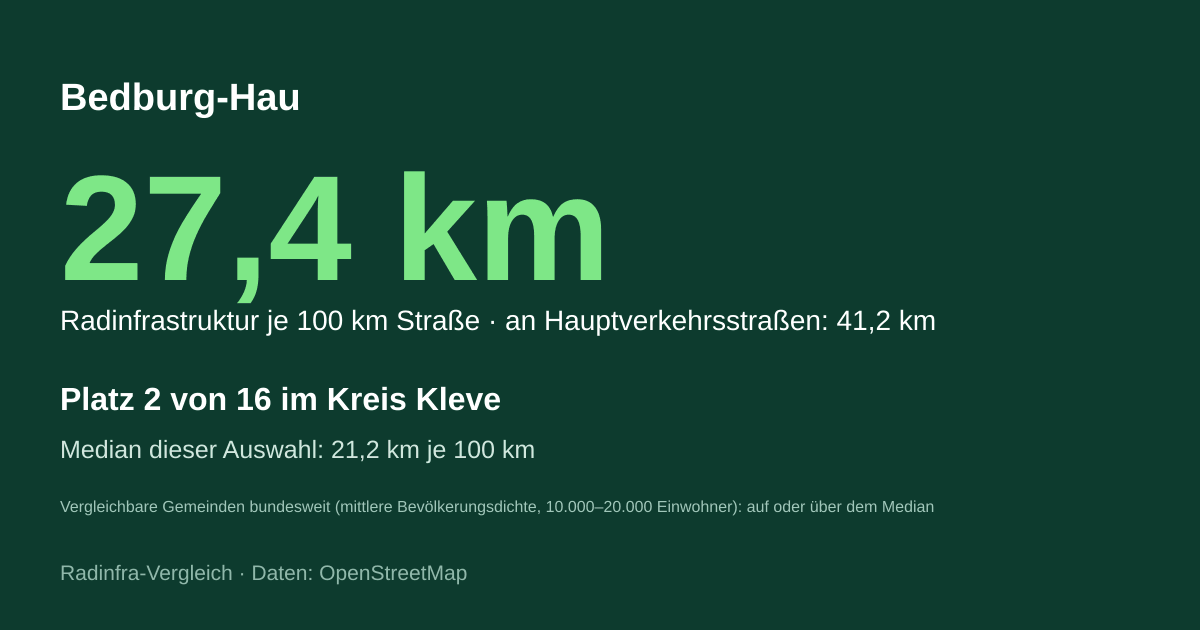 Bedburg-Hau
27,4 km
Radinfrastruktur je 100 km Straße · an Hauptverkehrsstraßen: 41,2 km
Platz 2 von 16 im Kreis Kleve
Median dieser Auswahl: 21,2 km je 100 km
Vergleichbare Gemeinden bundesweit (mittlere Bevölkerungsdichte, 10.000–20.000 Einwohner): auf oder über dem Median
Radinfra-Vergleich · Daten: OpenStreetMap